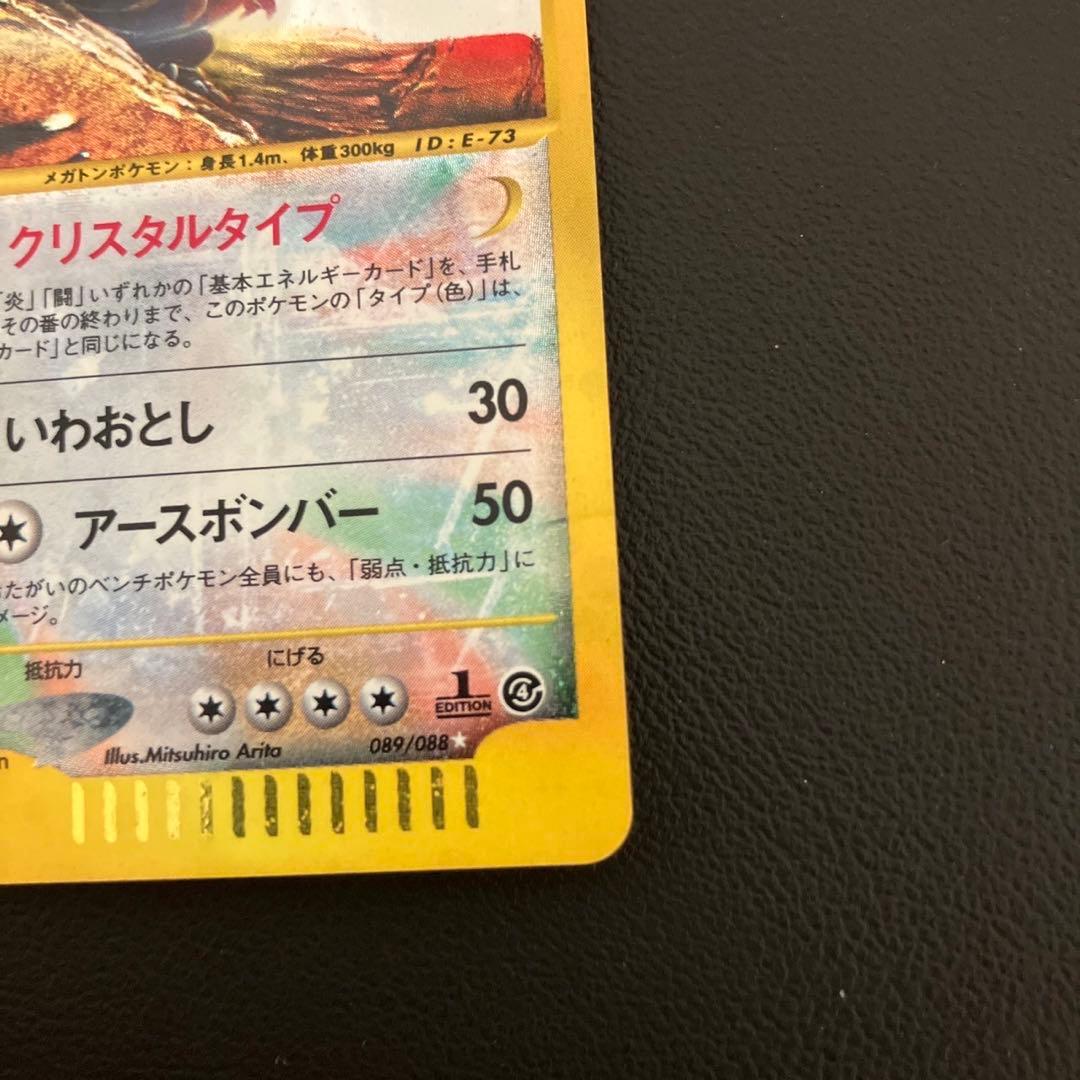 メガトンポケモン：身長1.4m、体重300kg ID:E-73
クリスタルタイプ
「炎」「闘」いずれかの「基本エネルギーカード」を、手札
その番の終わりまで、このポケモンの「タイプ(色)」は、
カード」と同じになる。
いわおとし 30
アースボンバー 50
たがいのベンチポケモン全員にも、「弱点・抵抗力」に
メージ。
抵抗力 にげる
1 EDITION 4
Illus.Mitsuhiro Arita 089/088
n